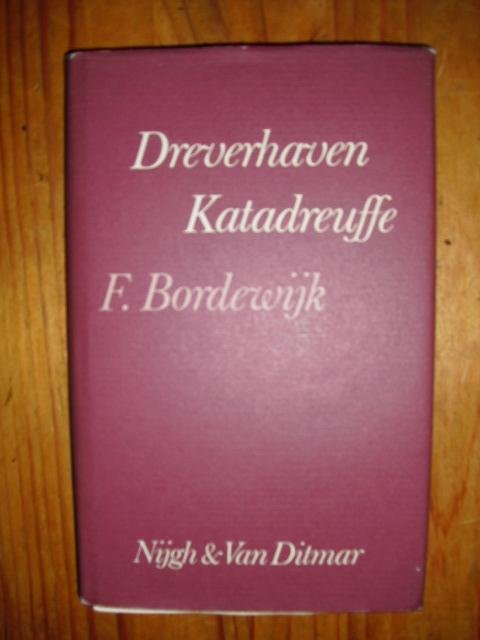 Dreverhaven
Katadreuffe
F. Bordewijk
Nijgh & Van Ditmar